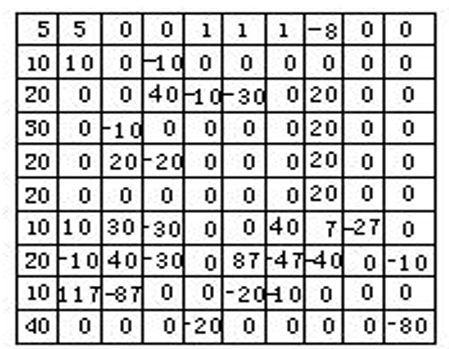 5 5 0 0 1 1 1 -8 0 0
10 10 0 -10 0 0 0 0 0 0
20 0 0 40 -10 -30 0 20 0 0
30 0 -10 0 0 0 0 20 0 0
20 0 20 -20 0 0 0 20 0 0
20 0 0 0 0 0 0 20 0 0
10 10 30 -30 0 0 40 7 -27 0
20 -10 40 -30 0 87 -47 -40 0 -10
10 117 -87 0 0 -20 -10 0 0 0
40 0 0 0 -20 0 0 0 0 -80